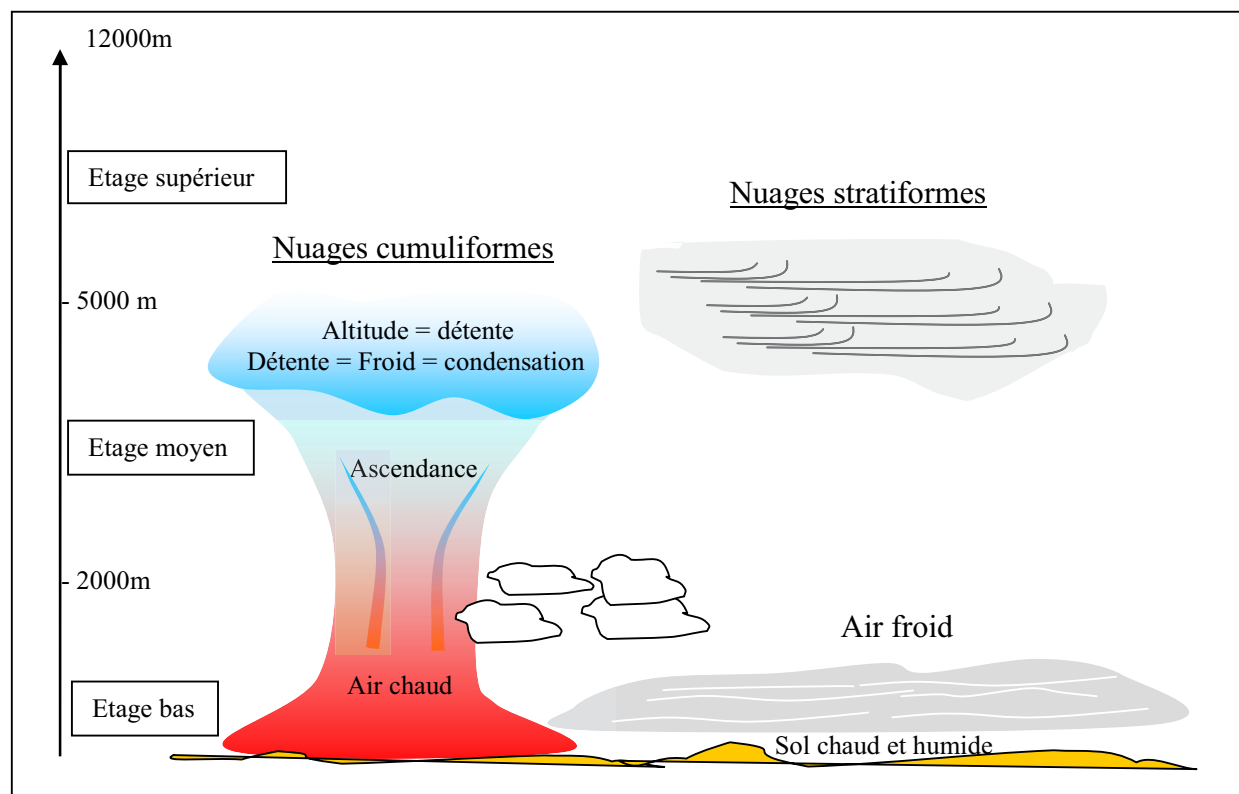 12000m
Etage supérieur
Nuages stratiformes
Nuages cumuliformes
- 5000 m
Altitude = détente
Détente = Froid = condensation
Etage moyen
Ascendance
- 2000m
Air froid
Air chaud
Etage bas
Sol chaud et humide